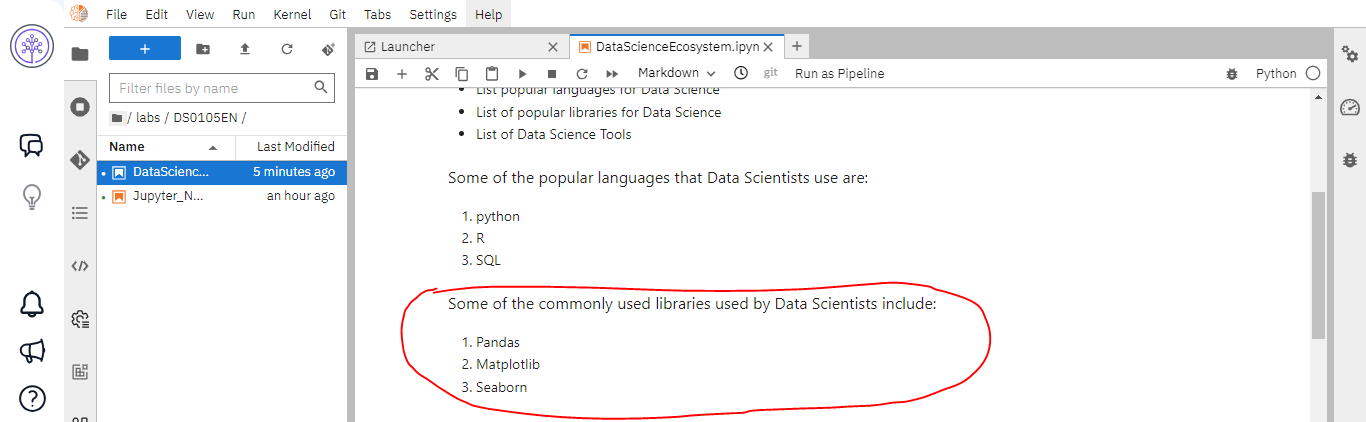 File Edit View Run Kernel Git Tabs Settings Help
+
Launcher
DataScienceEcosystem.ipyn
+
Filter files by name
Markdown
git
Run as Pipeline
Python
/ labs / DS0105EN /
Name
Last Modified
DataScienc...
5 minutes ago
Jupyter_N...
an hour ago
• List popular languages for Data Science
• List of popular libraries for Data Science
• List of Data Science Tools
Some of the popular languages that Data Scientists use are:
1. python
2. R
3. SQL
Some of the commonly used libraries used by Data Scientists include:
1. Pandas
2. Matplotlib
3. Seaborn